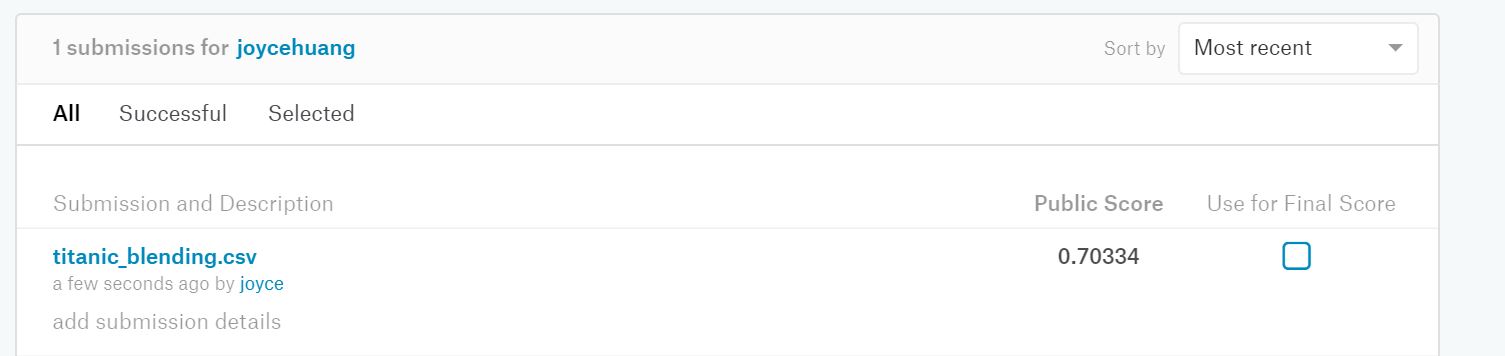 1 submissions for joycehuang
Sort by Most recent
All Successful Selected
Submission and Description Public Score Use for Final Score
titanic_blending.csv 0.70334
a few seconds ago by joyce
add submission details